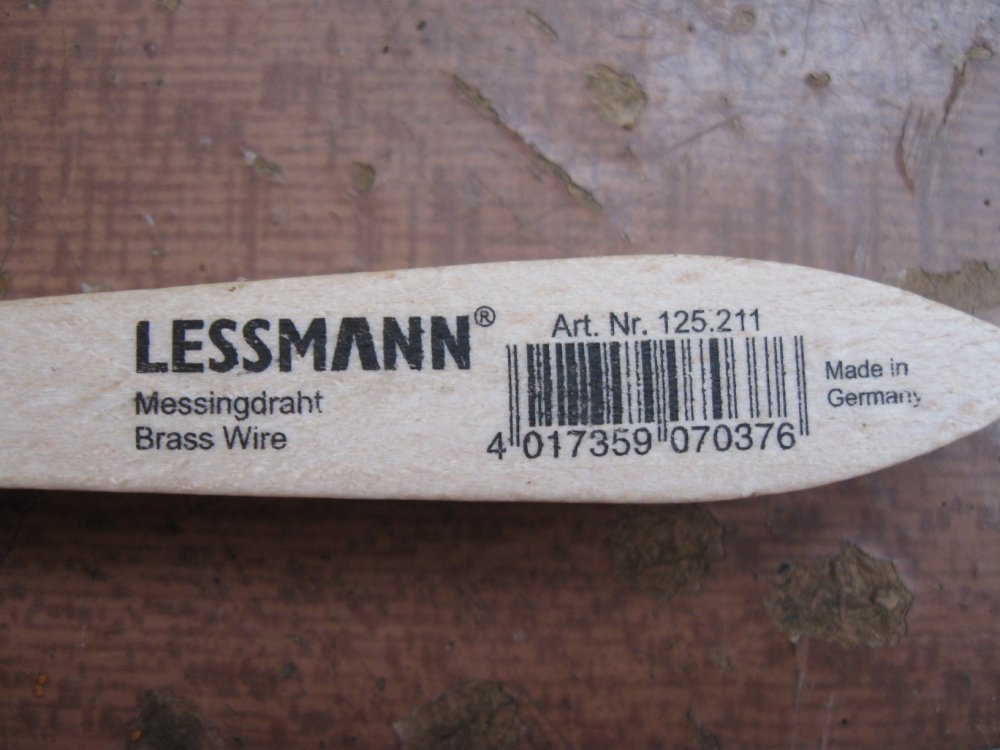 LESSMANN®
Messingdraht
Brass Wire
Art. Nr. 125.211
4 017359 070376
Made in
Germany